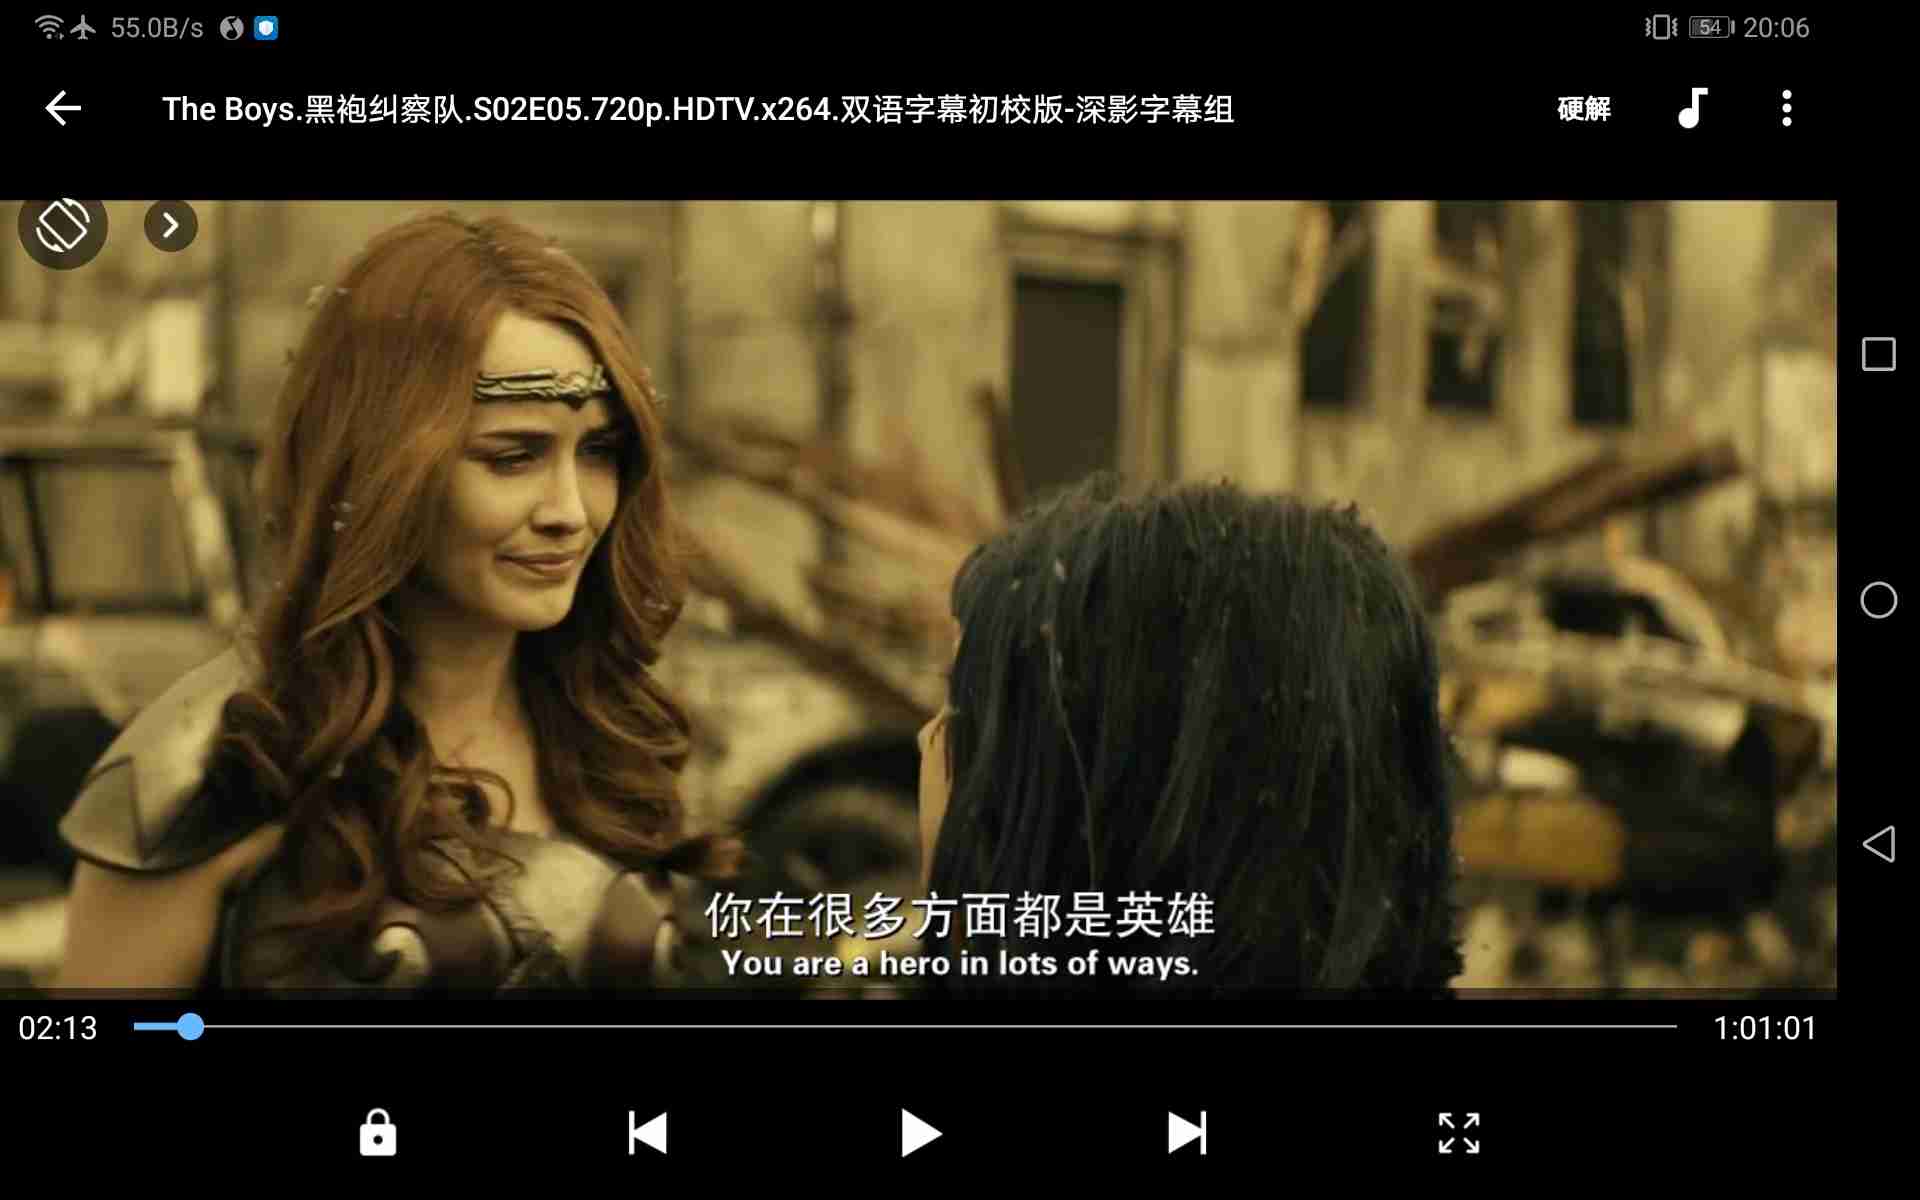 55.0B/s
54
20:06
The Boys.黑袍纠察队.S02E05.720p.HDTV.x264.双语字幕初校版-深影字幕组
硬解
你在很多方面都是英雄
You are a hero in lots of ways.
02:13
1:01:01